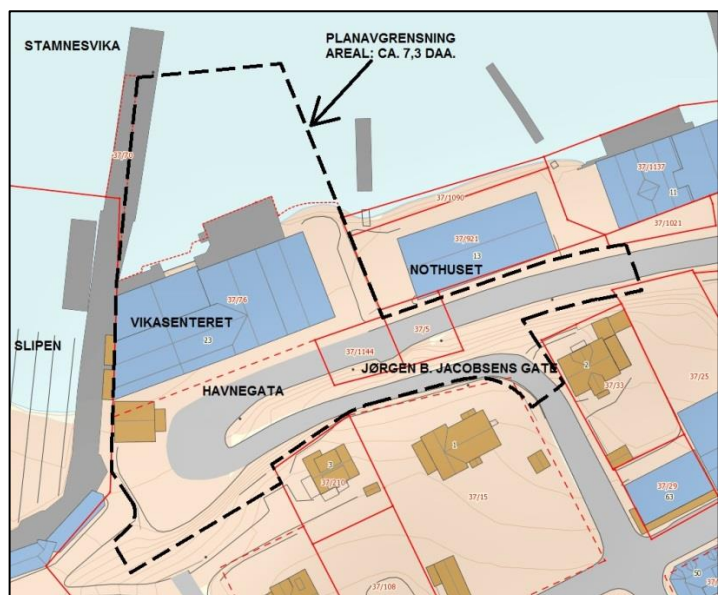 STAMNESVIKA
PLANAVGRENSNING
AREAL: CA. 7,3 DAA.
37/70
37/1137
11
37/1090
37/1021
37/921
13
NOTHUSET
37/76
VIKASENTERET
23
SLIPEN
37/5
37/1144
JØRGEN B. JACOBSENS GATE
HAVNEGATA
2
37/33
37/25
1
3
37/210
37/15
37/29
63
50
37/108